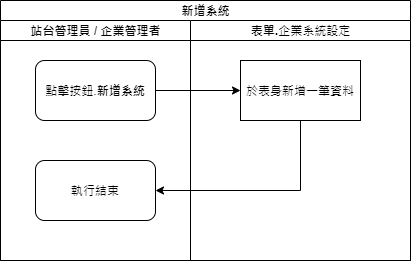 新增系統
站台管理員 / 企業管理者
表單.企業系統設定
點擊按鈕.新增系統
於表身新增一筆資料
執行結束